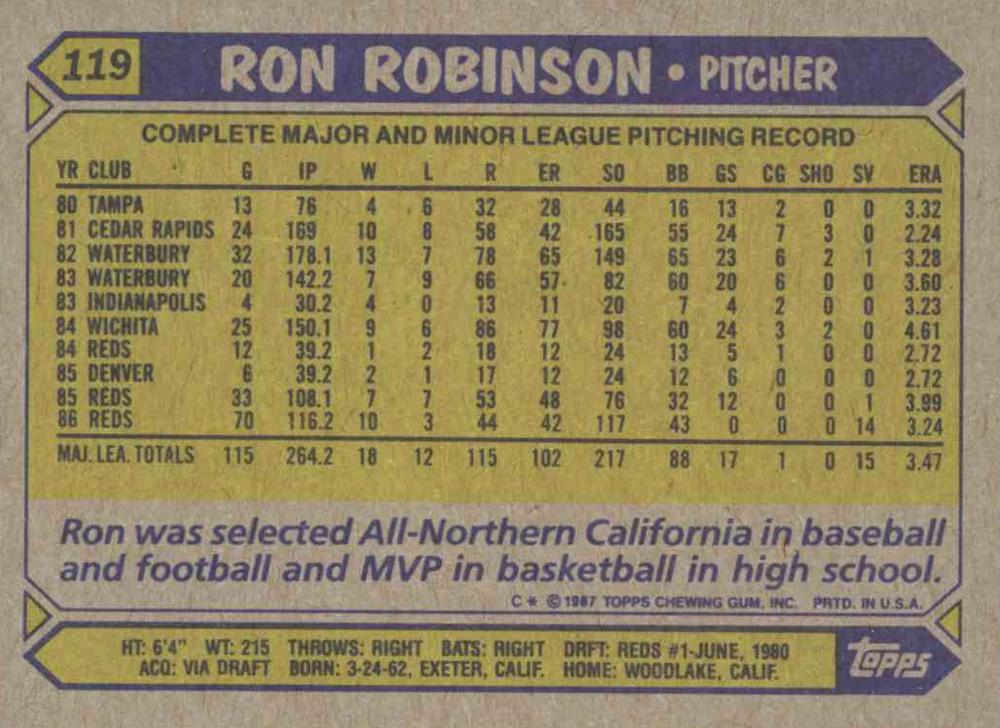 119 RON ROBINSON • PITCHER
COMPLETE MAJOR AND MINOR LEAGUE PITCHING RECORD
YR CLUB G IP W L R ER SO BB GS CG SHO SV ERA
80 TAMPA 13 76 4 6 32 28 44 16 13 2 0 0 3.32
81 CEDAR RAPIDS 24 169 10 8 58 42 165 55 24 7 3 0 2.24
82 WATERBURY 32 178.1 13 7 78 65 149 65 23 6 2 1 3.28
83 WATERBURY 20 142.2 7 9 66 57 82 60 20 6 0 0 3.60
83 INDIANAPOLIS 4 30.2 4 0 13 11 20 7 4 2 0 0 3.23
84 WICHITA 25 150.1 9 6 86 77 98 60 24 3 2 0 4.61
84 REDS 12 39.2 1 2 18 12 24 13 5 1 0 0 2.72
85 DENVER 6 39.2 2 1 17 12 24 12 6 0 0 0 2.72
85 REDS 33 108.1 7 7 53 48 76 32 12 0 0 1 3.99
86 REDS 70 116.2 10 3 44 42 117 43 0 0 0 14 3.24
MAJ. LEA. TOTALS 115 264.2 18 12 115 102 217 88 17 1 0 15 3.47
Ron was selected All-Northern California in baseball
and football and MVP in basketball in high school.
C* © 1987 TOPPS CHEWING GUM, INC. PRTD. IN U.S.A.
HT: 6'4" WT: 215 THROWS: RIGHT BATS: RIGHT DRFT: REDS #1-JUNE, 1980
ACQ: VIA DRAFT BORN: 3-24-62, EXETER, CALIF. HOME: WOODLAKE, CALIF.
topps